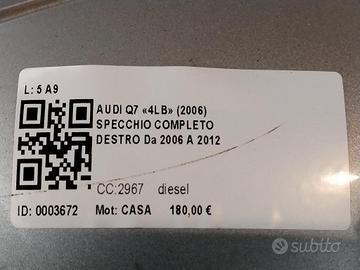 L: 5 A9
AUDI Q7 «4LB» (2006)
SPECCHIO COMPLETO
DESTRO Da 2006 A 2012
CC:2967 diesel
ID: 0003672 Mot: CASA 180,00 €
subito